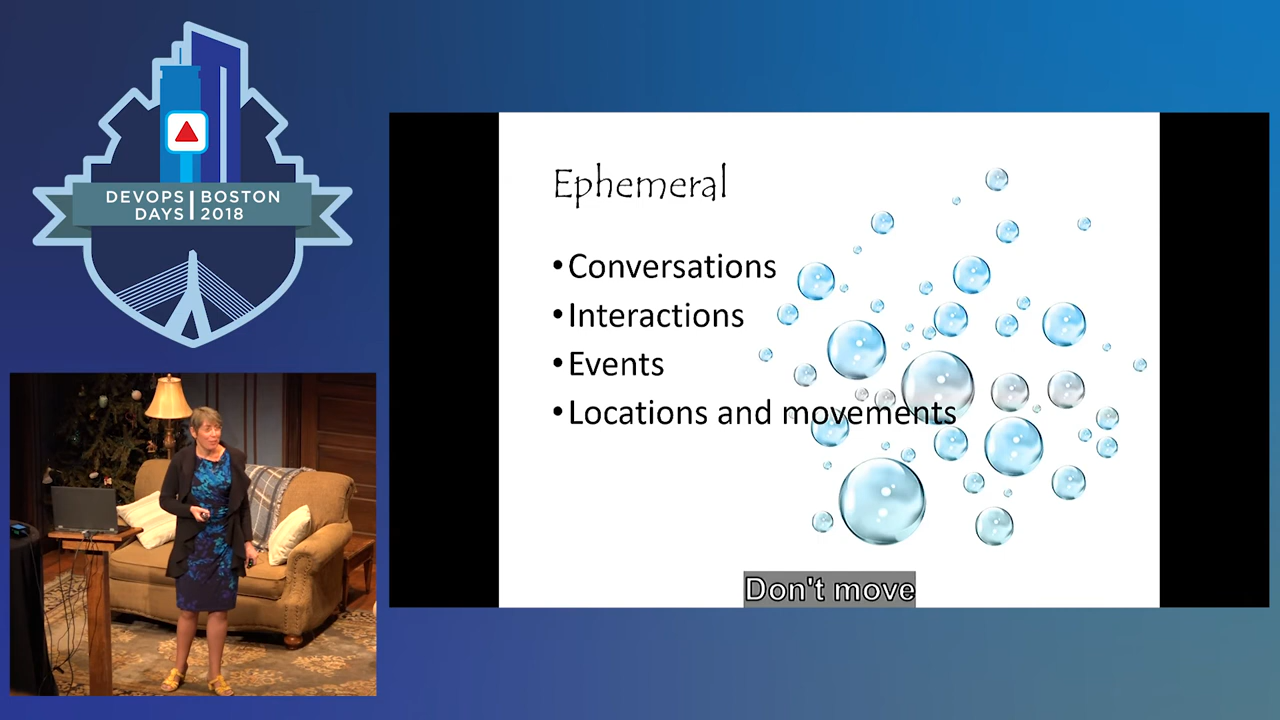 DEVOPS BOSTON
DAYS 2018
Ephemeral
•Conversations
•Interactions
•Events
•Locations and movements
Don't move